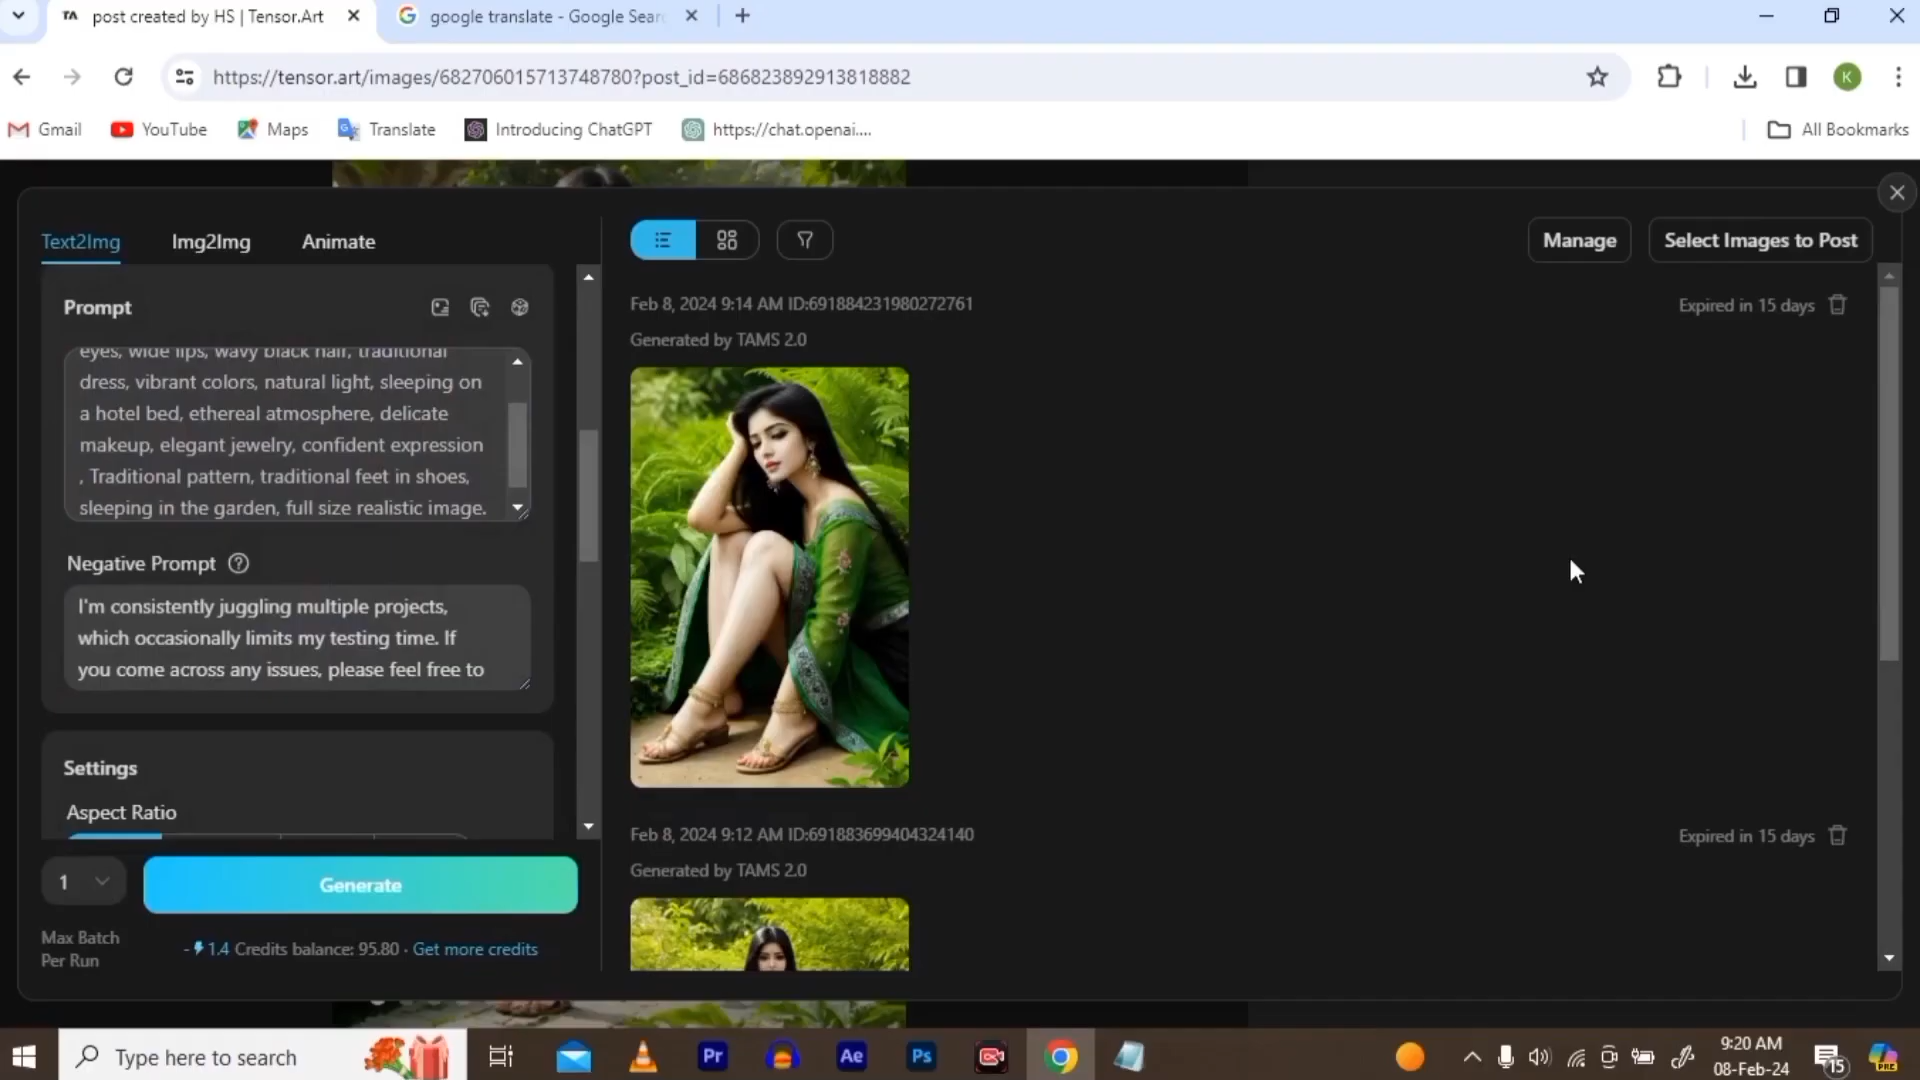 post created by HS | Tensor.Art
google translate - Google Sear
https://tensor.art/images/682706015713748780?post_id=686823892913818882
K
Gmail
YouTube
Maps
Translate
Introducing ChatGPT
https://chat.openai....
All Bookmarks
Text2Img
Img2Img
Animate
Manage
Select Images to Post
Prompt
eyes, wide lips, wavy black hair, traditional
dress, vibrant colors, natural light, sleeping on
a hotel bed, ethereal atmosphere, delicate
makeup, elegant jewelry, confident expression
, Traditional pattern, traditional feet in shoes,
sleeping in the garden, full size realistic image.
Negative Prompt
I'm consistently juggling multiple projects,
which occasionally limits my testing time. If
you come across any issues, please feel free to
Settings
Aspect Ratio
1
Generate
Max Batch
Per Run
- 1.4 Credits balance: 95.80 · Get more credits
Feb 8, 2024 9:14 AM ID:691884231980272761
Expired in 15 days
Generated by TAMS 2.0
Feb 8, 2024 9:12 AM ID:691883699404324140
Expired in 15 days
Generated by TAMS 2.0
Type here to search
Pr
Ae
Ps
9:20 AM
08-Feb-24
15
PRE